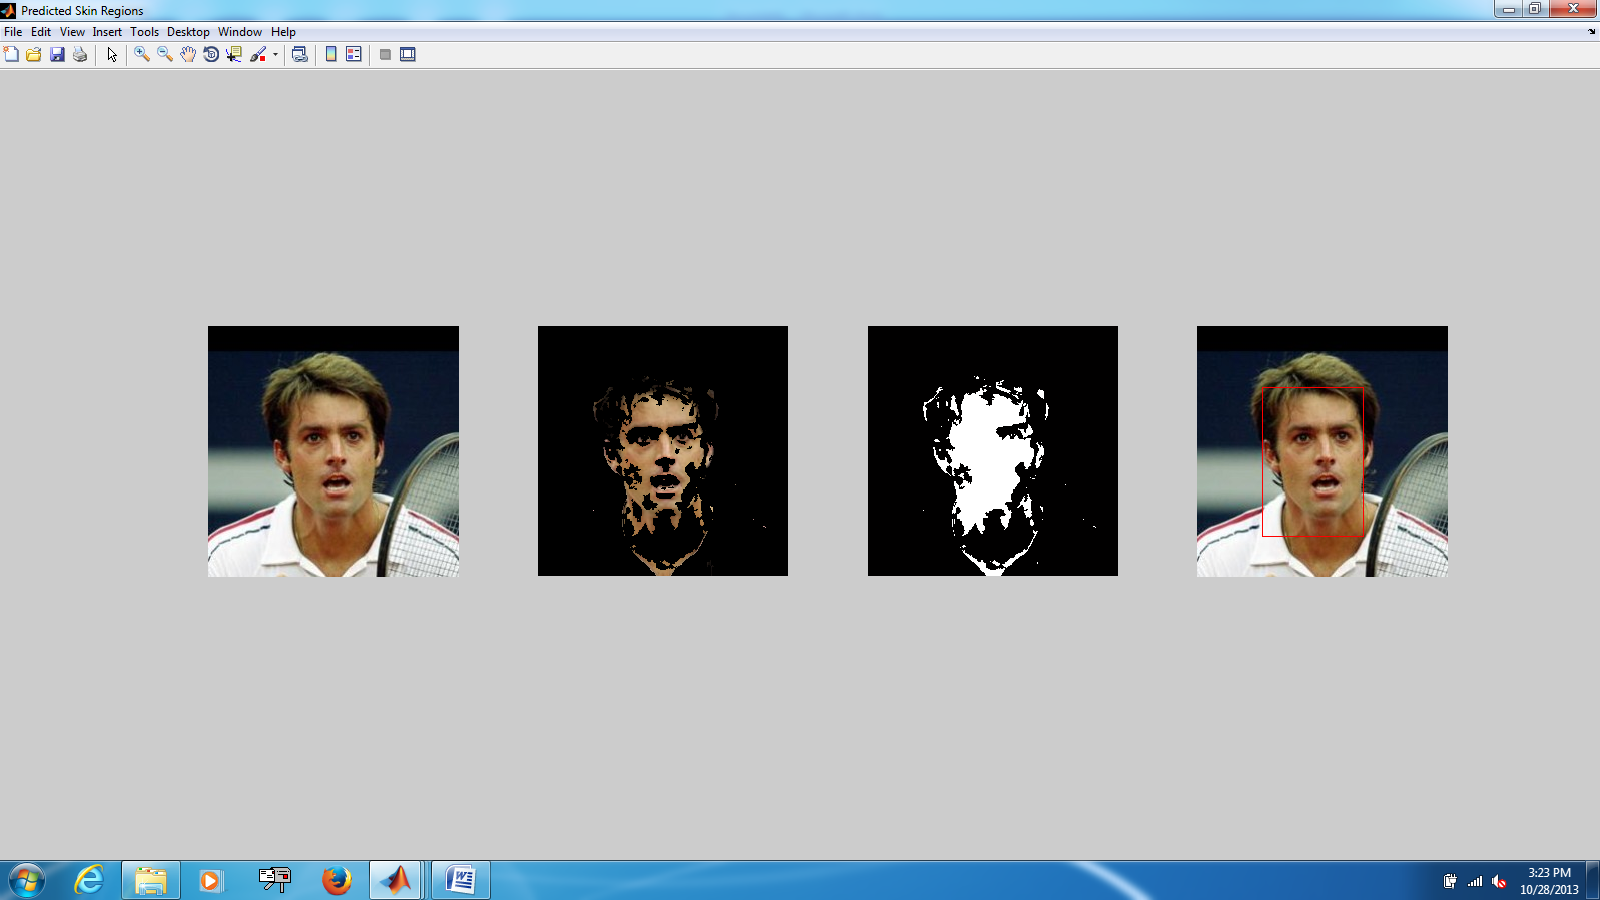 Predicted Skin Regions
File Edit View Insert Tools Desktop Window Help
3:23 PM
10/28/2013